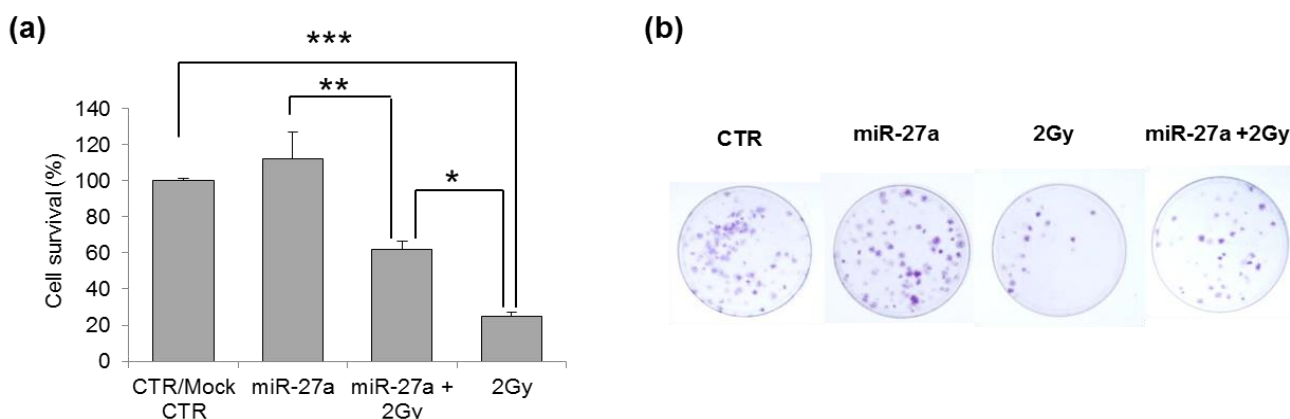 (a)
***
**
*
Cell survival (%)
140
120
100
80
60
40
20
0
CTR/Mock
CTR
miR-27a
miR-27a +
2Gy
2Gy
(b)
CTR
miR-27a
2Gy
miR-27a +2Gy